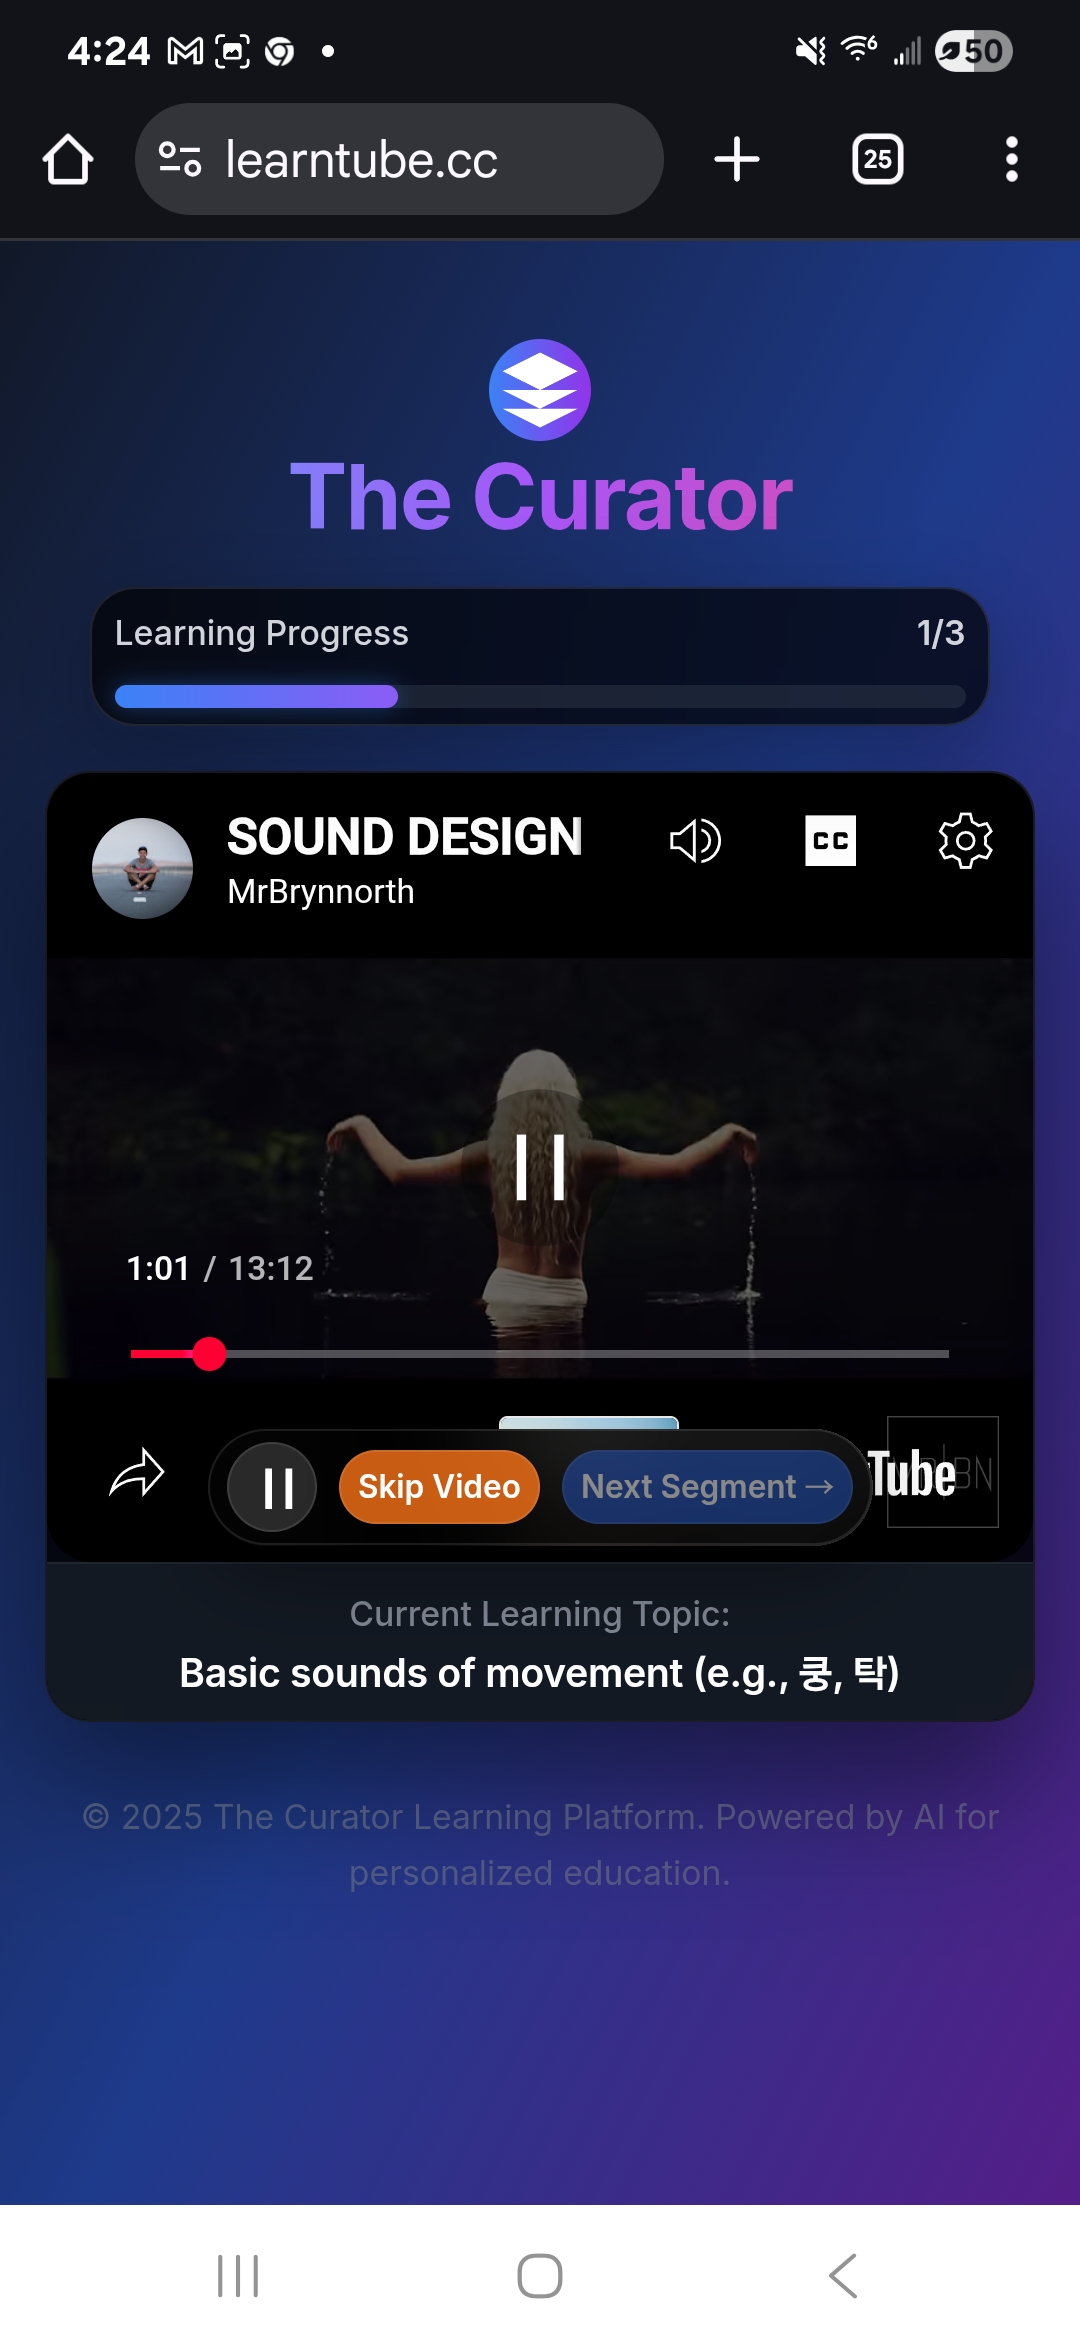 4:24
50
learntube.cc
25
The Curator
Learning Progress
1/3
SOUND DESIGN
MrBrynnorth
CC
1:01 / 13:12
Skip Video
Next Segment →
Tube
Current Learning Topic:
Basic sounds of movement (e.g., 쿵, 탁)
© 2025 The Curator Learning Platform. Powered by AI for
personalized education.